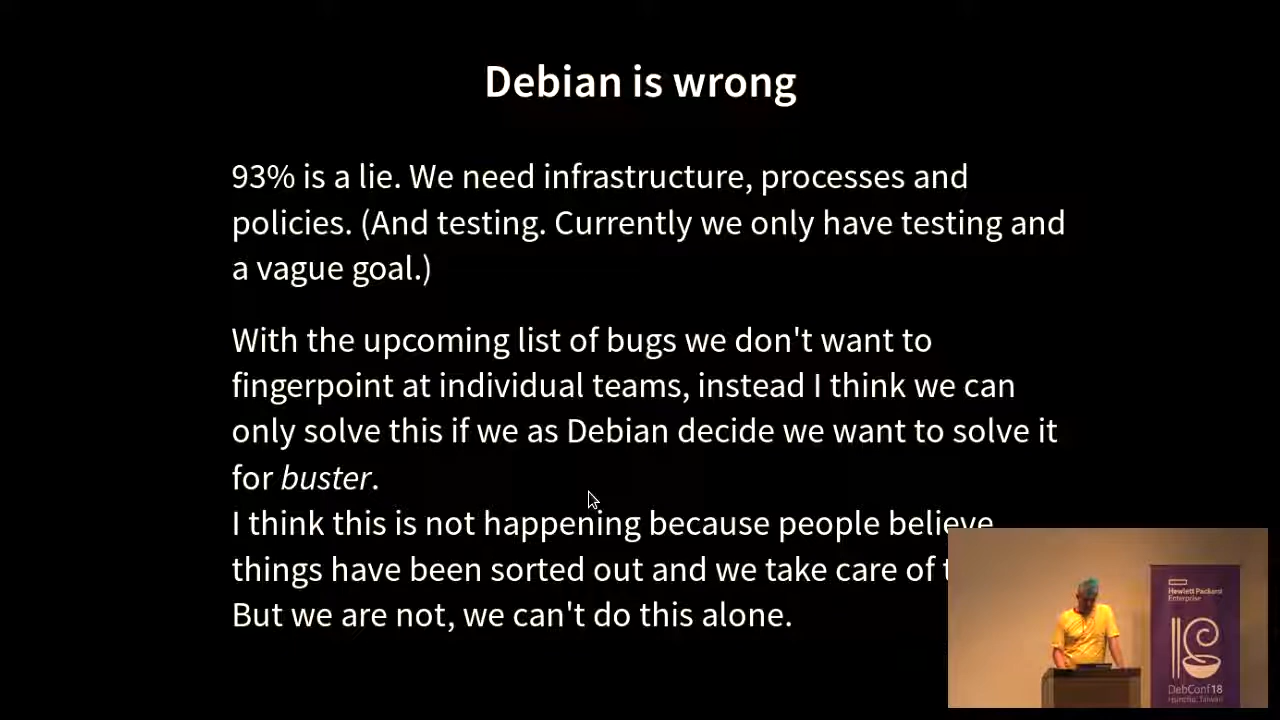 Debian is wrong
93% is a lie. We need infrastructure, processes and
policies. (And testing. Currently we only have testing and
a vague goal.)
With the upcoming list of bugs we don't want to
fingerpoint at individual teams, instead I think we can
only solve this if we as Debian decide we want to solve it
for buster.
I think this is not happening because people believe
things have been sorted out and we take care of
But we are not, we can't do this alone.
Hewlett Packard
Enterprise
DebConf18
Hsinchu, Taiwan